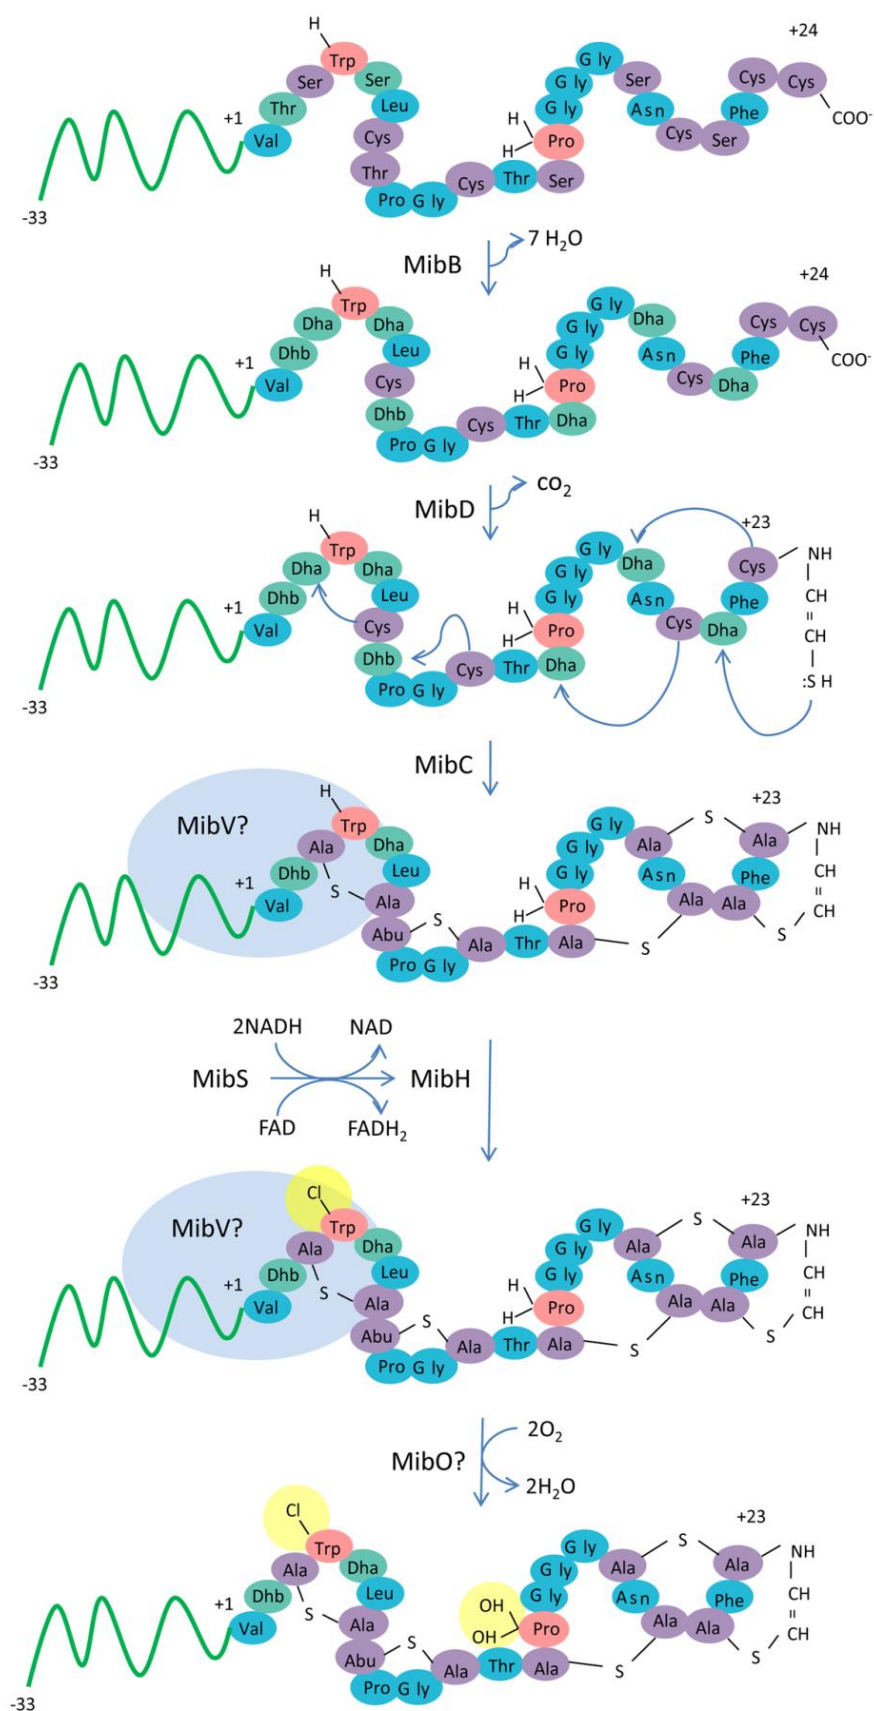 H
+24
Trp
Ser
Ser
Thr
Leu
+1
Val
Cys
Thr
Pro
G ly
Cys
Thr
Ser
H
H
Pro
G ly
G ly
G ly
Ser
Asn
Cys
Ser
Phe
Cys
Cys
COO-
-33
MibB
7 H₂O
H
+24
Trp
Dha
Dha
Dhb
Leu
+1
Val
Cys
Dhb
Pro
G ly
Cys
Thr
Dha
H
H
Pro
G ly
G ly
G ly
Dha
Asn
Cys
Dha
Phe
Cys
Cys
COO-
-33
MibD
CO₂
H
+23
Trp
Dha
Dha
Dhb
Leu
+1
Val
Cys
Dhb
Pro
G ly
Cys
Thr
Dha
H
H
Pro
G ly
G ly
G ly
Dha
Asn
Cys
Dha
Phe
Cys
NH
CH
=
CH
:S H
-33
MibC
MibV?
H
+23
Trp
Ala
Dha
Dhb
Leu
+1
Val
S
Ala
Abu
S
Pro
G ly
Ala
Thr
Ala
S
H
H
Pro
G ly
G ly
G ly
Ala
S
Asn
Ala
Ala
Phe
Ala
NH
CH
=
CH
S
-33
2NADH
NAD
MibS
MibH
FAD
FADH₂
MibV?
Cl
+23
Trp
Ala
Dha
Dhb
Leu
+1
Val
S
Ala
Abu
S
Pro
G ly
Ala
Thr
Ala
S
H
H
Pro
G ly
G ly
G ly
Ala
S
Asn
Ala
Ala
Phe
Ala
NH
CH
=
CH
S
-33
MibO?
2O₂
2H₂O
Cl
+23
Trp
Ala
Dha
Dhb
Leu
+1
Val
S
Ala
Abu
S
Pro
G ly
Ala
Thr
Ala
S
OH
OH
Pro
G ly
G ly
G ly
Ala
S
Asn
Ala
Ala
Phe
Ala
NH
CH
=
CH
S
-33